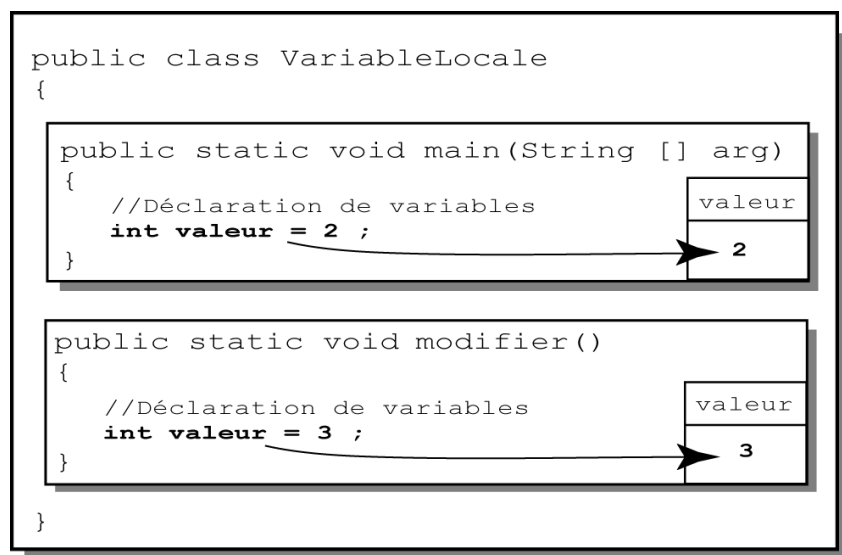 public class VariableLocale
{
public static void main(String [] arg)
{
//Déclaration de variables
int valeur = 2 ;
}
valeur
2
public static void modifier()
{
//Déclaration de variables
int valeur = 3 ;
}
valeur
3
}